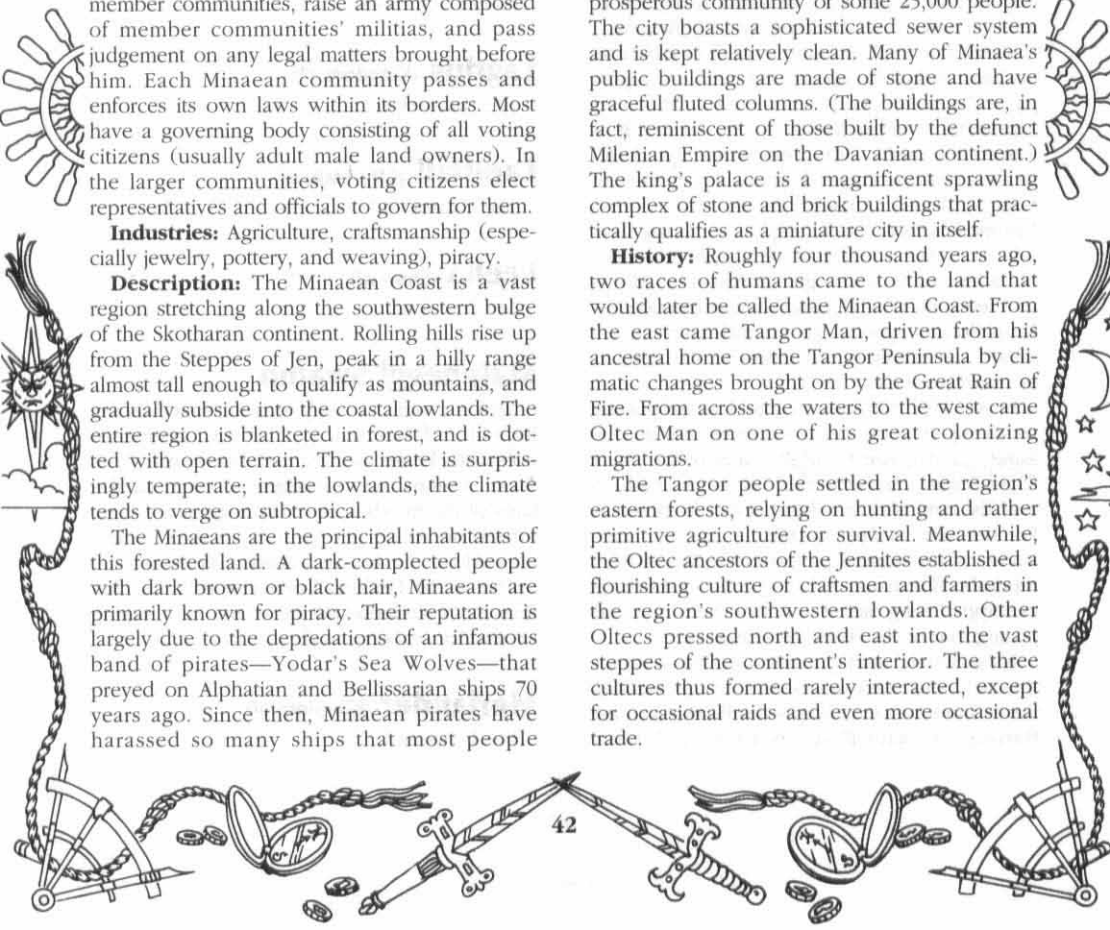 member communities, raise an army composed
of member communities' militias, and pass
judgement on any legal matters brought before
him. Each Minaean community passes and
enforces its own laws within its borders. Most
have a governing body consisting of all voting
citizens (usually adult male land owners). In
the larger communities, voting citizens elect
representatives and officials to govern for them.
Industries: Agriculture, craftsmanship (espe-
cially jewelry, pottery, and weaving), piracy.
Description: The Minaean Coast is a vast
region stretching along the southwestern bulge
of the Skotharan continent. Rolling hills rise up
from the Steppes of Jen, peak in a hilly range
almost tall enough to qualify as mountains, and
gradually subside into the coastal lowlands. The
entire region is blanketed in forest, and is dot-
ted with open terrain. The climate is surpris-
ingly temperate; in the lowlands, the climate
tends to verge on subtropical.
The Minaeans are the principal inhabitants of
this forested land. A dark-complected people
with dark brown or black hair, Minaeans are
primarily known for piracy. Their reputation is
largely due to the depredations of an infamous
band of pirates—Yodar's Sea Wolves—that
preyed on Alphatian and Bellissarian ships 70
years ago. Since then, Minaean pirates have
harassed so many ships that most people
prosperous community of some 25,000 people.
The city boasts a sophisticated sewer system
and is kept relatively clean. Many of Minaea's
public buildings are made of stone and have
graceful fluted columns. (The buildings are, in
fact, reminiscent of those built by the defunct
Milenian Empire on the Davanian continent.)
The king's palace is a magnificent sprawling
complex of stone and brick buildings that prac-
tically qualifies as a miniature city in itself.
History: Roughly four thousand years ago,
two races of humans came to the land that
would later be called the Minaean Coast. From
the east came Tangor Man, driven from his
ancestral home on the Tangor Peninsula by cli-
matic changes brought on by the Great Rain of
Fire. From across the waters to the west came
Oltec Man on one of his great colonizing
migrations.
The Tangor people settled in the region's
eastern forests, relying on hunting and rather
primitive agriculture for survival. Meanwhile,
the Oltec ancestors of the Jennites established a
flourishing culture of craftsmen and farmers in
the region's southwestern lowlands. Other
Oltecs pressed north and east into the vast
steppes of the continent's interior. The three
cultures thus formed rarely interacted, except
for occasional raids and even more occasional
trade.
42